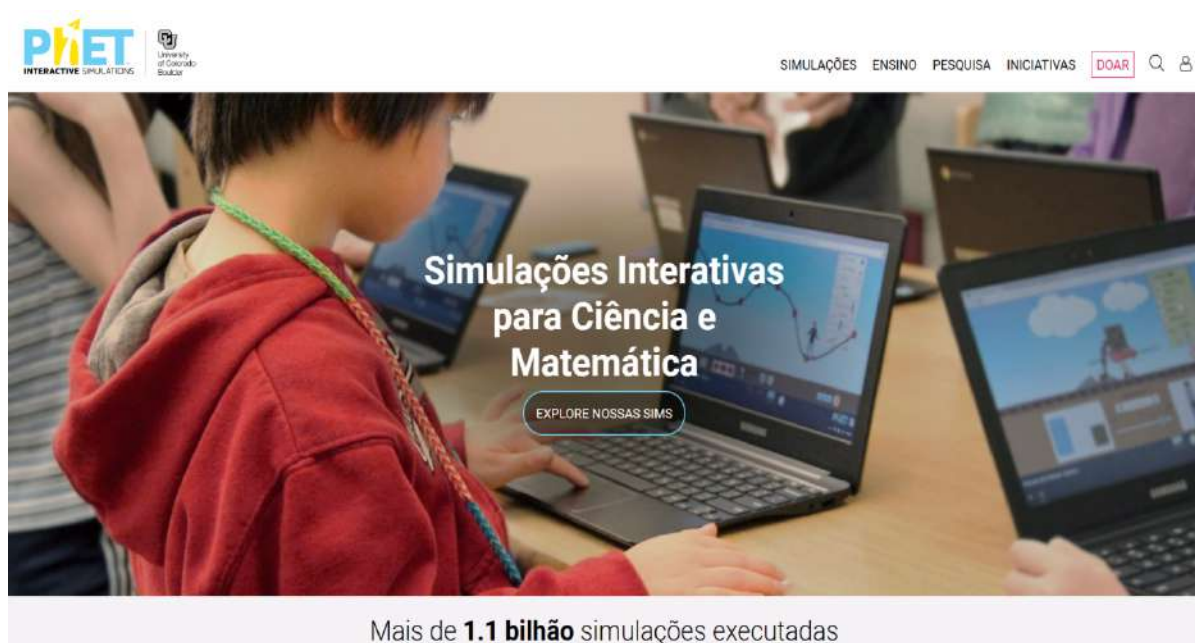 PhET
INTERACTIVE SIMULATIONS
University
of Colorado
Boulder
SIMULAÇÕES ENSINO PESQUISA INICIATIVAS DOAR
Simulações Interativas
para Ciência e
Matemática
EXPLORE NOSSAS SIMS
Mais de 1.1 bilhão simulações executadas